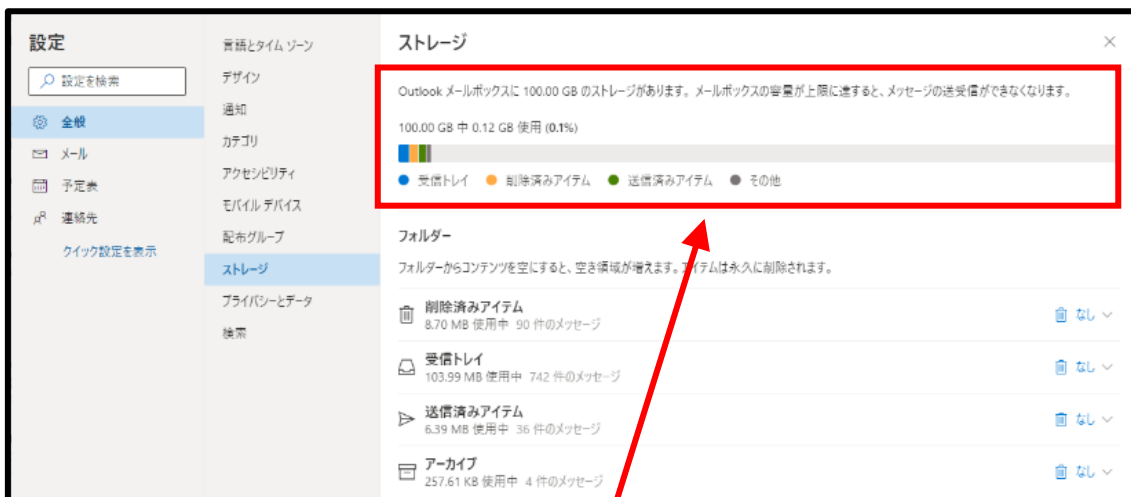 設定
設定を検索
全般
メール
予定表
連絡先
クイック設定を表示
言語とタイム ゾーン
デザイン
通知
カテゴリ
アクセシビリティ
モバイル デバイス
配布グループ
ストレージ
プライバシーとデータ
検索
ストレージ
Outlook メールボックスに 100.00 GB のストレージがあります。メールボックスの容量が上限に達すると、メッセージの送受信ができなくなります。
100.00 GB 中 0.12 GB 使用 (0.1%)
受信トレイ 削除済みアイテム 送信済みアイテム その他
フォルダー
フォルダーからコンテンツを空にすると、空き領域が増えます。アイテムは永久に削除されます。
削除済みアイテム
8.70 MB 使用中 90 件のメッセージ
なし
受信トレイ
103.99 MB 使用中 742 件のメッセージ
なし
送信済みアイテム
6.39 MB 使用中 36 件のメッセージ
なし
アーカイブ
257.61 KB 使用中 4 件のメッセージ
なし